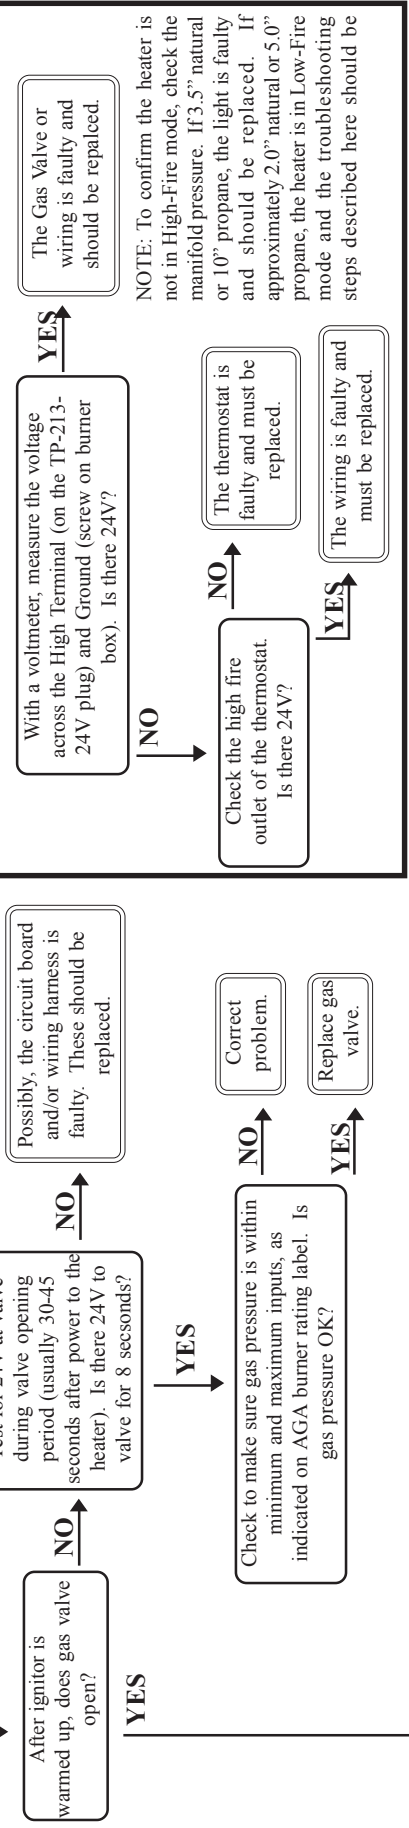 After ignitor is
warmed up, does gas valve
open?
NO
YES
during valve opening
period (usually 30-45
seconds after power to the
heater). Is there 24V to
valve for 8 secsonds?
NO
Possibly, the circuit board
and/or wiring harness is
faulty. These should be
replaced.
YES
Check to make sure gas pressure is within
minimum and maximum inputs, as
indicated on AGA burner rating label. Is
gas pressure OK?
NO
Correct
problem.
YES
Replace gas
valve.
With a voltmeter, measure the voltage
across the High Terminal (on the TP-213-
24V plug) and Ground (screw on burner
box). Is there 24V?
YES
The Gas Valve or
wiring is faulty and
should be repalced.
NO
Check the high fire
outlet of the thermostat.
Is there 24V?
NO
The thermostat is
faulty and must be
replaced.
YES
The wiring is faulty and
must be replaced.
NOTE: To confirm the heater is
not in High-Fire mode, check the
manifold pressure. If 3.5" natural
or 10" propane, the light is faulty
and should be replaced. If
approximately 2.0" natural or 5.0"
propane, the heater is in Low-Fire
mode and the troubleshooting
steps described here should be